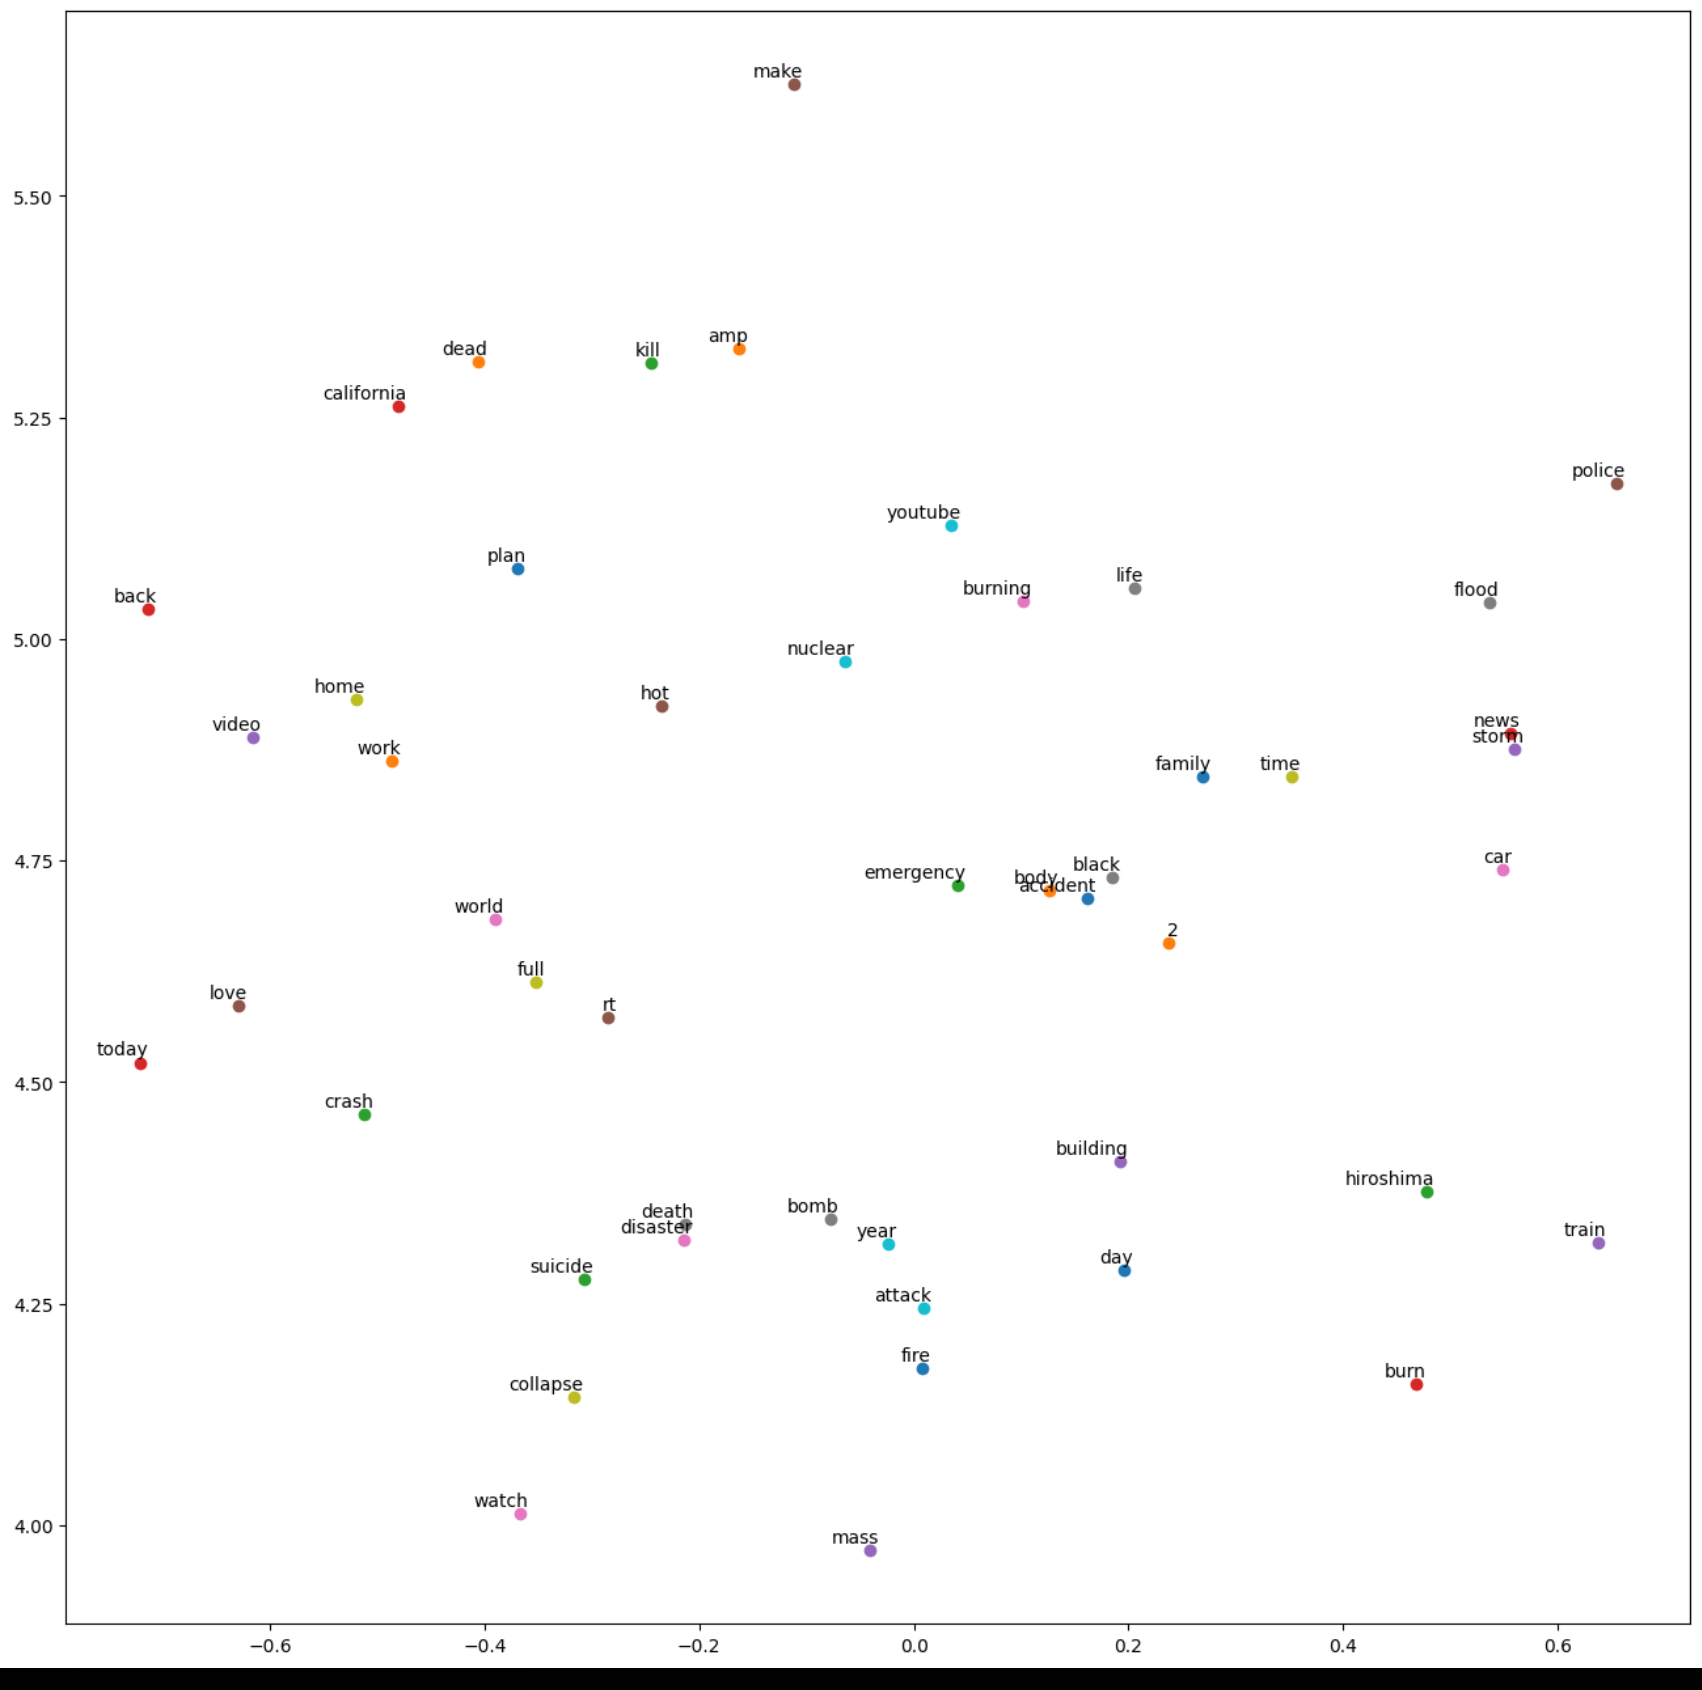 make
5.50
amp
dead
kill
california
5.25
police
youtube
plan
life
burning
flood
back
5.00
nuclear
home
hot
news
video
storm
work
family
time
4.75
car
black
emergency
body
accident
world
2
full
love
rt
today
4.50
crash
building
hiroshima
death
bomb
disaster
year
train
day
suicide
4.25
attack
fire
burn
collapse
watch
4.00
mass
−0.6 −0.4 −0.2 0.0 0.2 0.4 0.6